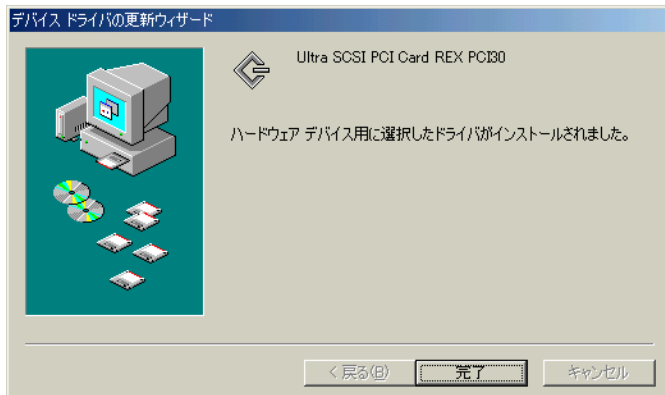 デバイス ドライバの更新ウィザード
Ultra SCSI PCI Card REX PCI30
ハードウェア デバイス用に選択したドライバがインストールされました。
< 戻る(B)
完了
キャンセル